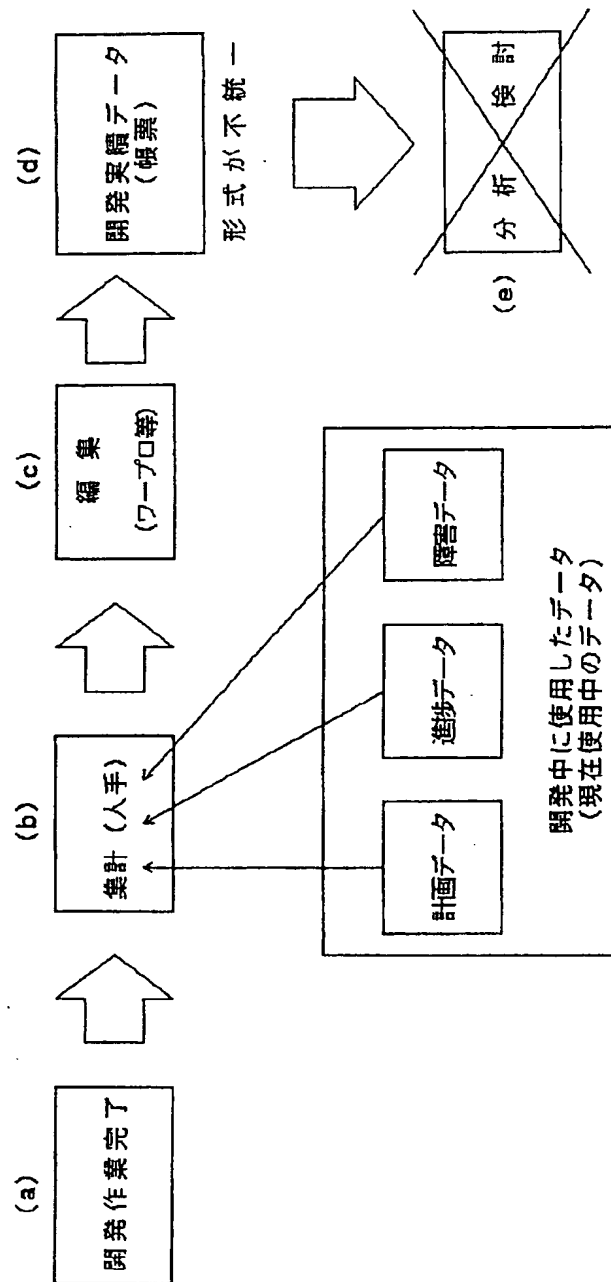 (a)
開発作業完了
(b)
集計(人手)
(c)
編集
(ワープロ等)
(d)
開発実績データ
(帳票)
形式が不統一
(e)
分析 検討
計画データ
進捗データ
障害データ
開発中に使用したデータ
(現在使用中のデータ)